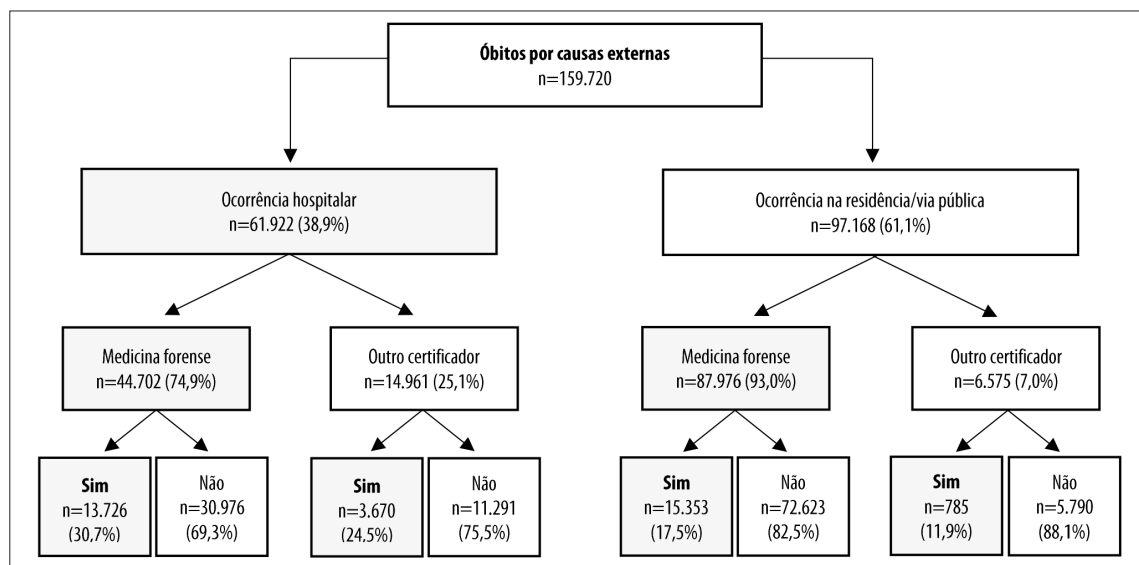 Óbitos por causas externas
n=159.720
Ocorrência hospitalar
n=61.922 (38,9%)
Ocorrência na residência/via pública
n=97.168 (61,1%)
Medicina forense
n=44.702 (74,9%)
Outro certificador
n=14.961 (25,1%)
Medicina forense
n=87.976 (93,0%)
Outro certificador
n=6.575 (7,0%)
Sim
n=13.726
(30,7%)
Não
n=30.976
(69,3%)
Sim
n=3.670
(24,5%)
Não
n=11.291
(75,5%)
Sim
n=15.353
(17,5%)
Não
n=72.623
(82,5%)
Sim
n=785
(11,9%)
Não
n=5.790
(88,1%)